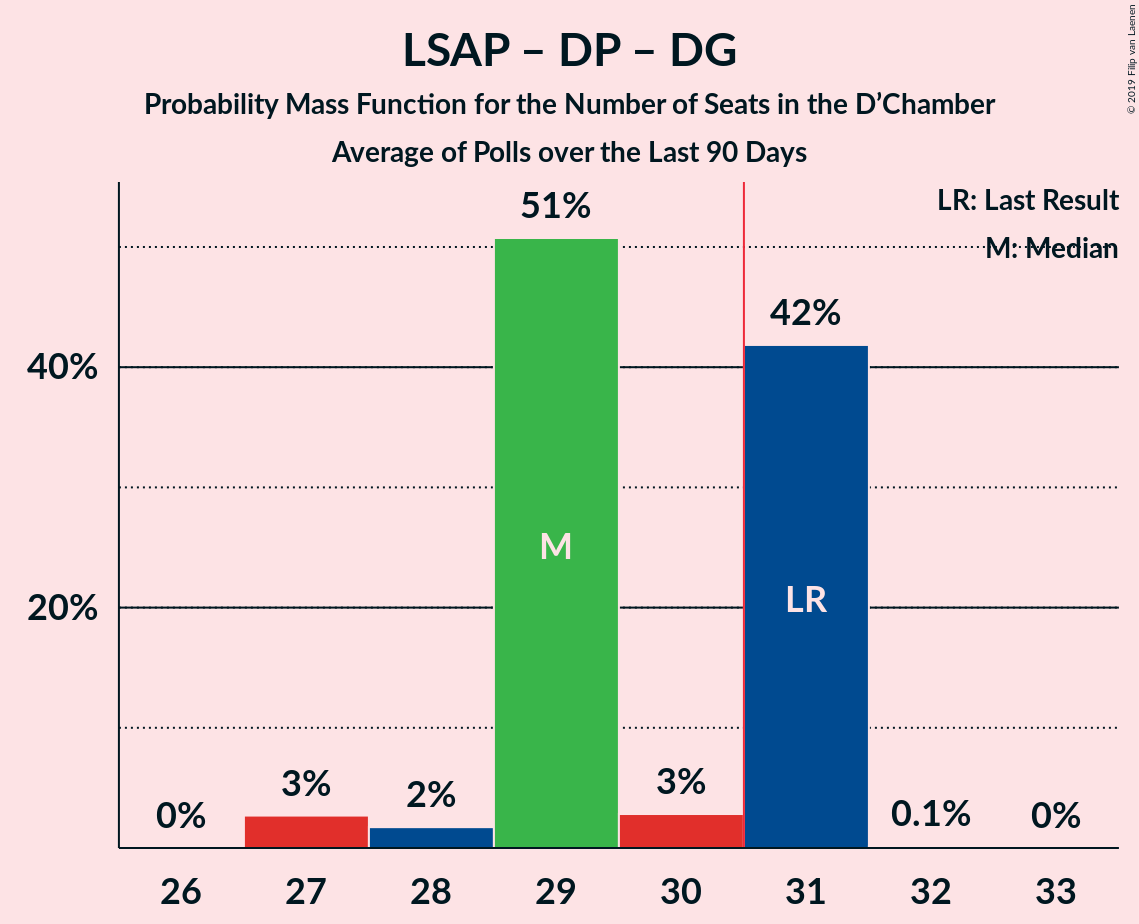 LSAP – DP – DG
Probability Mass Function for the Number of Seats in the D’Chamber
Average of Polls over the Last 90 Days
© 2019 Filip van Laenen
LR: Last Result
M: Median
51%
42%
40%
M
LR
20%
0%
3%
2%
3%
0.1%
0%
26 27 28 29 30 31 32 33